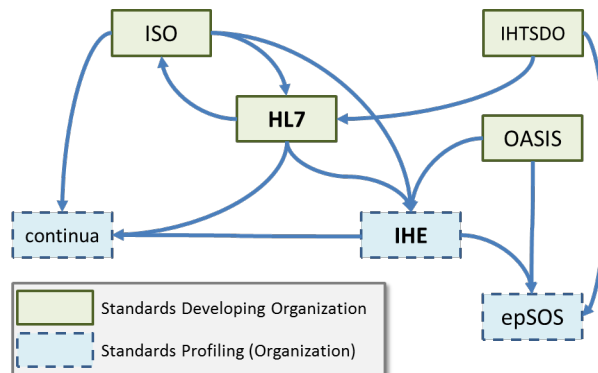 ISO
IHTSDO
HL7
OASIS
continua
IHE
epSOS
Standards Developing Organization
Standards Profiling (Organization)